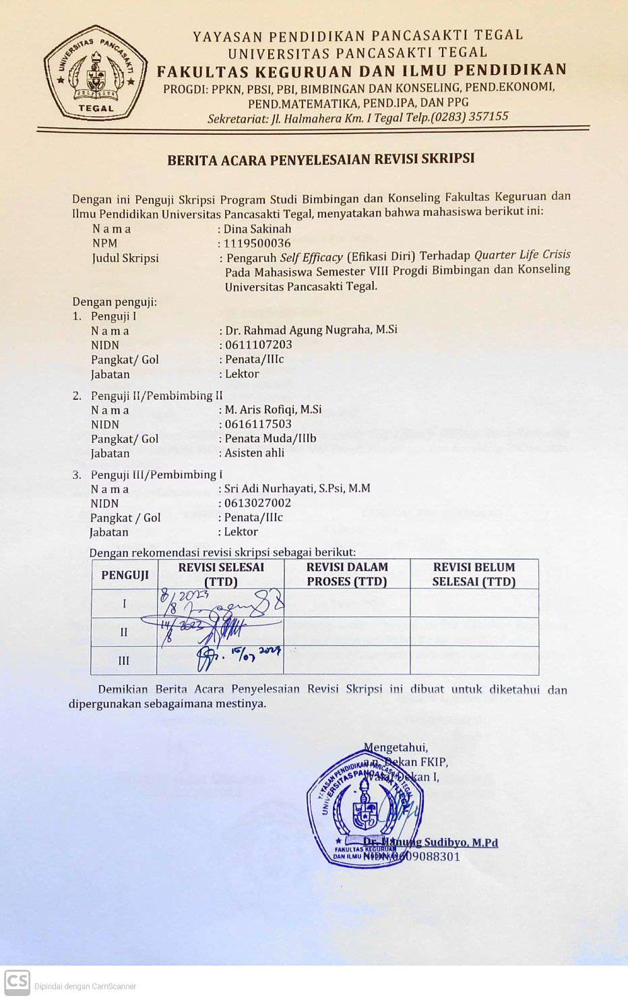 UNIVERSITAS PANCASAKTI
TEGAL
YAYASAN PENDIDIKAN PANCASAKTI TEGAL
UNIVERSITAS PANCASAKTI TEGAL
FAKULTAS KEGURUAN DAN ILMU PENDIDIKAN
PROGDI: PPKN, PBSI, PBI, BIMBINGAN DAN KONSELING, PEND.EKONOMI,
PEND.MATEMATIKA, PEND.IPA, DAN PPG
Sekretariat: Jl. Halmahera Km. I Tegal Telp.(0283) 357155
BERITA ACARA PENYELESAIAN REVISI SKRIPSI
Dengan ini Penguji Skripsi Program Studi Bimbingan dan Konseling Fakultas Keguruan dan
Ilmu Pendidikan Universitas Pancasakti Tegal, menyatakan bahwa mahasiswa berikut ini:
N a m a : Dina Sakinah
NPM : 1119500036
Judul Skripsi : Pengaruh Self Efficacy (Efikasi Diri) Terhadap Quarter Life Crisis
Pada Mahasiswa Semester VIII Progdi Bimbingan dan Konseling
Universitas Pancasakti Tegal.
Dengan penguji:
1. Penguji I
N a m a : Dr. Rahmad Agung Nugraha, M.Si
NIDN : 0611107203
Pangkat/ Gol : Penata/IIIc
Jabatan : Lektor
2. Penguji II/Pembimbing II
N a m a : M. Aris Rofiqi, M.Si
NIDN : 0616117503
Pangkat/ Gol : Penata Muda/IIIb
Jabatan : Asisten ahli
3. Penguji III/Pembimbing I
N a m a : Sri Adi Nurhayati, S.Psi, M.M
NIDN : 0613027002
Pangkat / Gol : Penata/IIIc
Jabatan : Lektor
Dengan rekomendasi revisi skripsi sebagai berikut:
PENGUJI REVISI SELESAI (TTD) REVISI DALAM PROSES (TTD) REVISI BELUM SELESAI (TTD)
I 8/8 2023
II 14/8 2023
III 15/07 2023
Demikian Berita Acara Penyelesaian Revisi Skripsi ini dibuat untuk diketahui dan
dipergunakan sebagaimana mestinya.
Mengetahui,
a.n. Dekan FKIP,
Wakil Dekan I,
YAYASAN PENDIDIKAN PANCASAKTI TEGAL
UNIVERSITAS PANCASAKTI TEGAL
FAKULTAS KEGURUAN
DAN ILMU PENDIDIKAN
Dr. Hanung Sudibyo, M.Pd
NIDN 0609088301
CS Dipindai dengan CamScanner